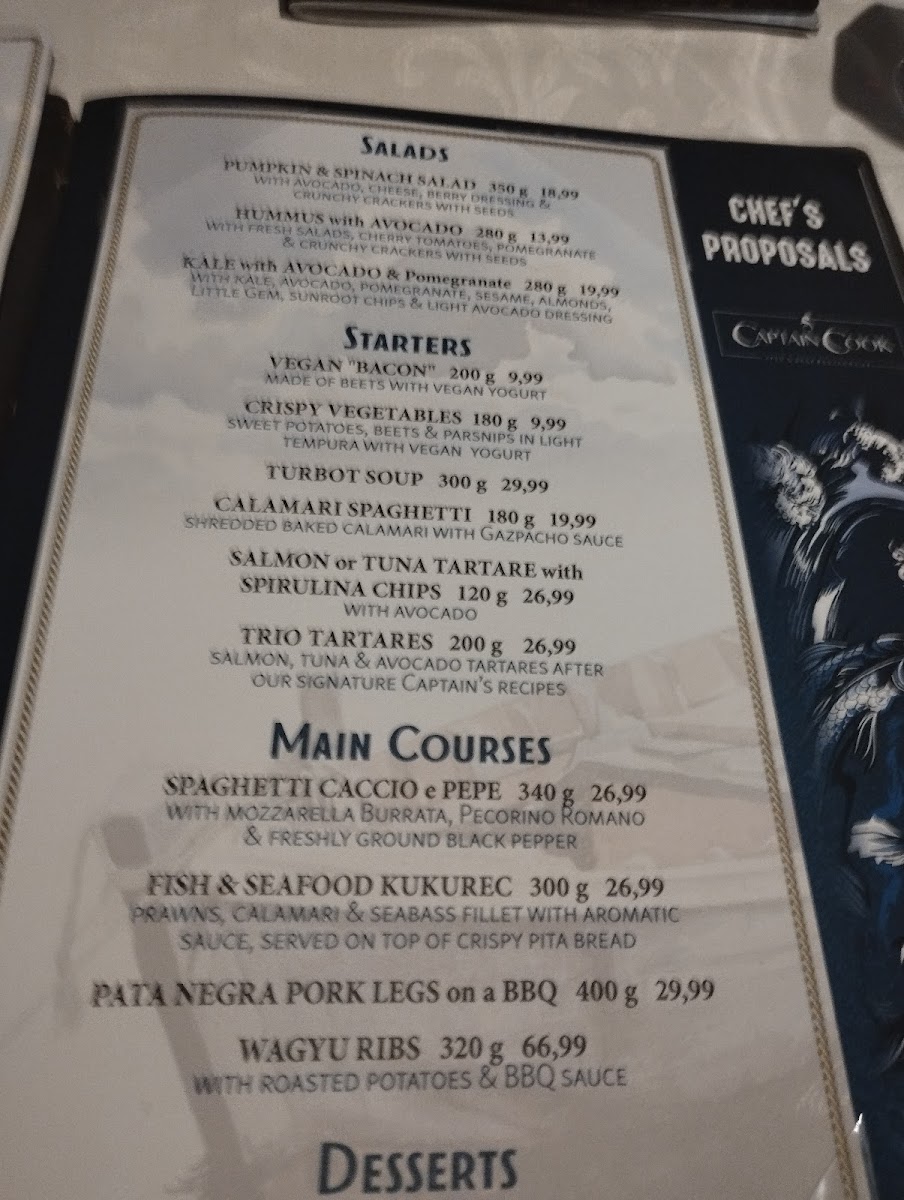 SALADS
PUMPKIN & SPINACH SALAD 350 g 18,99
WITH AVOCADO, CHEESE, BERRY DRESSING &
CRUNCHY CRACKERS WITH SEEDS
HUMMUS with AVOCADO 280 g 13,99
WITH FRESH SALADS, CHERRY TOMATOES, POMEGRANATE
& CRUNCHY CRACKERS WITH SEEDS
KALE with AVOCADO & Pomegranate 280 g 19,99
WITH KALE, AVOCADO, POMEGRANATE, SESAME, ALMONDS,
LITTLE GEM, SUNROOT CHIPS & LIGHT AVOCADO DRESSING
STARTERS
VEGAN "BACON" 200 g 9,99
MADE OF BEETS WITH VEGAN YOGURT
CRISPY VEGETABLES 180 g 9,99
SWEET POTATOES, BEETS & PARSNIPS IN LIGHT
TEMPURA WITH VEGAN YOGURT
TURBOT SOUP 300 g 29,99
CALAMARI SPAGHETTI 180 g 19,99
SHREDDED BAKED CALAMARI WITH GAZPACHO SAUCE
SALMON or TUNA TARTARE with
SPIRULINA CHIPS 120 g 26,99
WITH AVOCADO
TRIO TARTARES 200 g 26,99
SALMON, TUNA & AVOCADO TARTARES AFTER
OUR SIGNATURE CAPTAIN'S RECIPES
MAIN COURSES
SPAGHETTI CACCIO e PEPE 340 g 26,99
WITH MOZZARELLA BURRATA, PECORINO ROMANO
& FRESHLY GROUND BLACK PEPPER
FISH & SEAFOOD KUKUREC 300 g 26,99
PRAWNS, CALAMARI & SEABASS FILLET WITH AROMATIC
SAUCE, SERVED ON TOP OF CRISPY PITA BREAD
PATA NEGRA PORK LEGS on a BBQ 400 g 29,99
WAGYU RIBS 320 g 66,99
WITH ROASTED POTATOES & BBQ SAUCE
DESSERTS
CHEF'S
PROPOSALS
CAPTAIN COOK